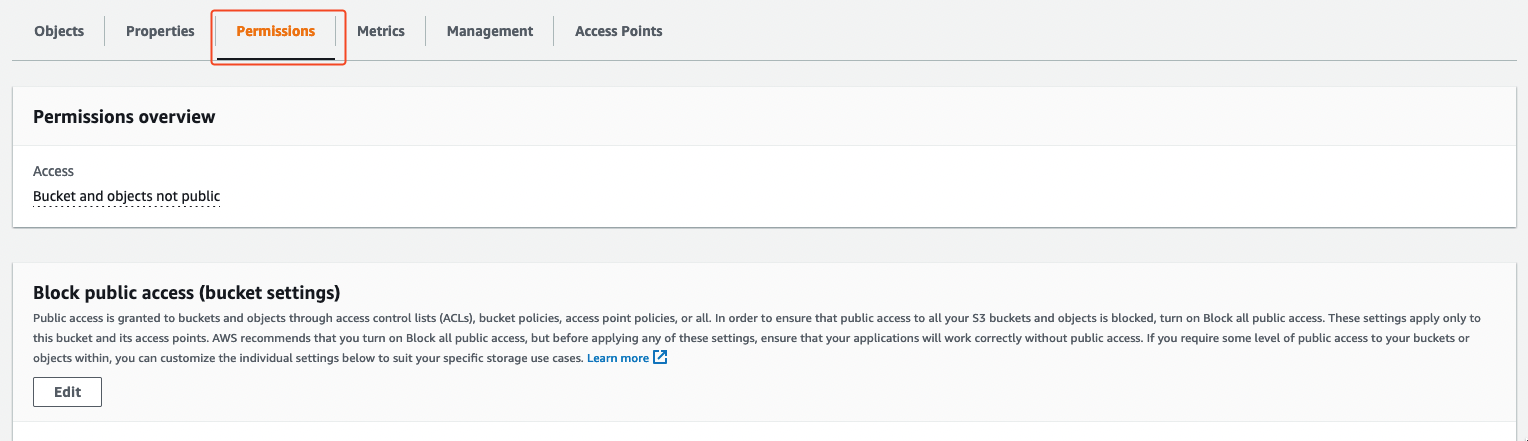 Objects Properties Permissions Metrics Management Access Points
Permissions overview
Access
Bucket and objects not public
Block public access (bucket settings)
Public access is granted to buckets and objects through access control lists (ACLs), bucket policies, access point policies, or all. In order to ensure that public access to all your S3 buckets and objects is blocked, turn on Block all public access. These settings apply only to
this bucket and its access points. AWS recommends that you turn on Block all public access, but before applying any of these settings, ensure that your applications will work correctly without public access. If you require some level of public access to your buckets or
objects within, you can customize the individual settings below to suit your specific storage use cases. Learn more
Edit